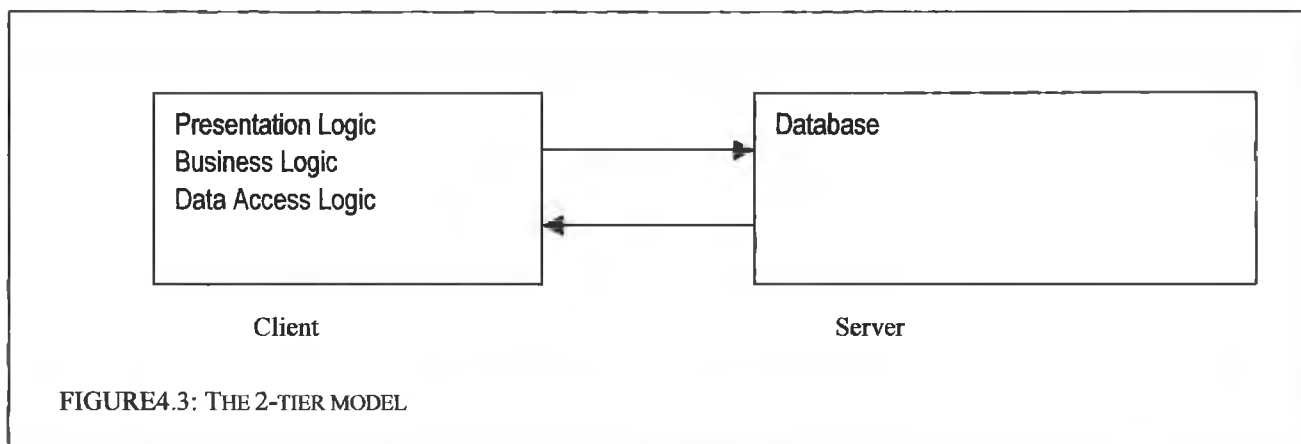 Presentation Logic
Business Logic
Data Access Logic
Database
Client
Server
FIGURE4.3: THE 2-TIER MODEL